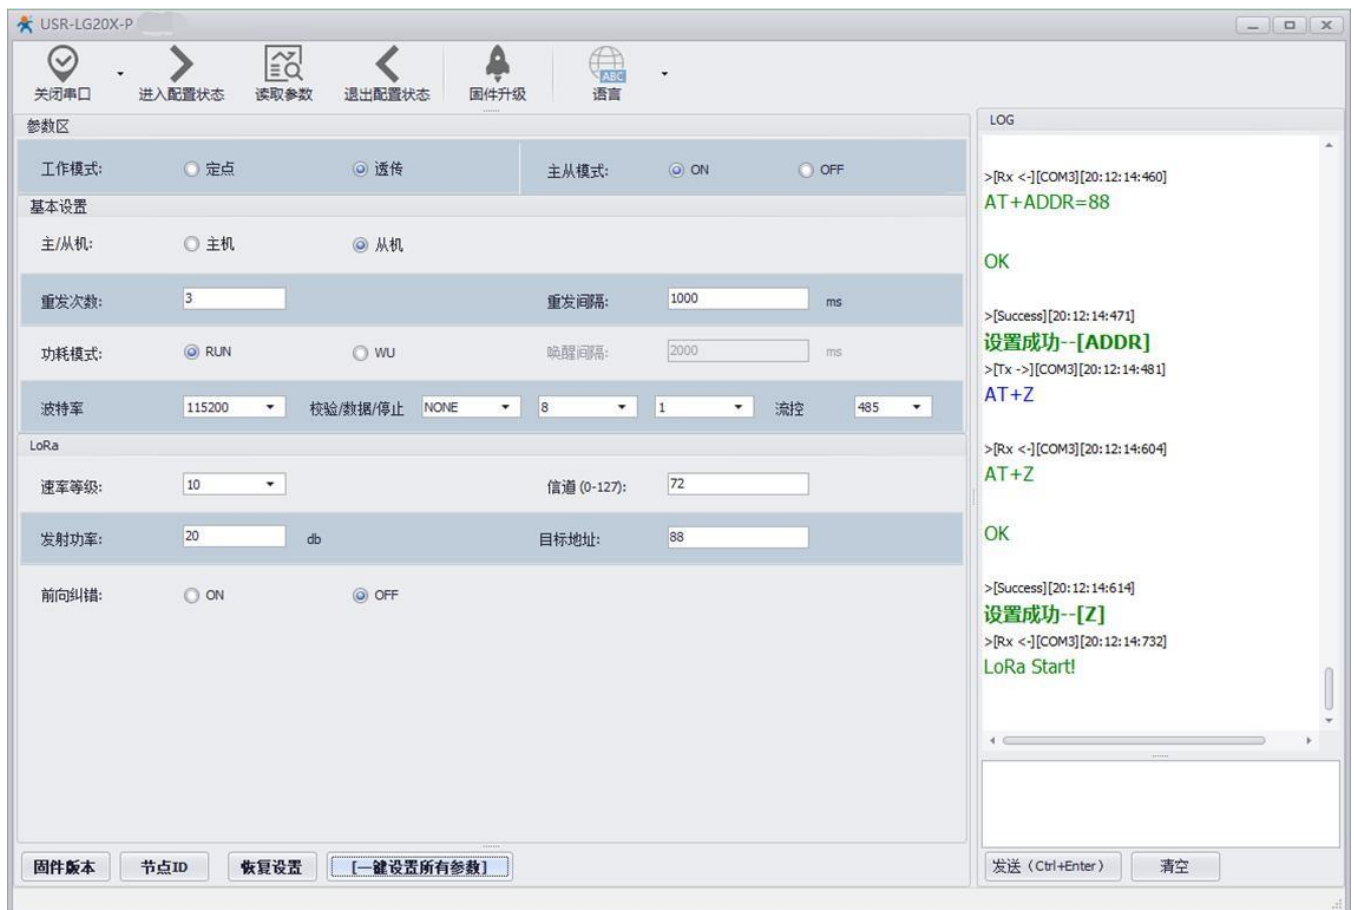 USR-LG20X-P
关闭串口 进入配置状态 读取参数 退出配置状态 固件升级 ABC 语言
参数区
工作模式: 定点 透传 主从模式: ON OFF
基本设置
主/从机: 主机 从机
重发次数: 3 重发间隔: 1000 ms
功耗模式: RUN WU 唤醒间隔: 2000 ms
波特率 115200 校验/数据/停止 NONE 8 1 流控 485
LoRa
速率等级: 10 信道 (0-127): 72
发射功率: 20 db 目标地址: 88
前向纠错: ON OFF
固件版本 节点ID 恢复设置 [一键设置所有参数]
LOG
>[Rx <-][COM3][20:12:14:460]
AT+ADDR=88
OK
>[Success][20:12:14:471]
设置成功--[ADDR]
>[Tx ->][COM3][20:12:14:481]
AT+Z
>[Rx <-][COM3][20:12:14:604]
AT+Z
OK
>[Success][20:12:14:614]
设置成功--[Z]
>[Rx <-][COM3][20:12:14:732]
LoRa Start!
发送（Ctrl+Enter） 清空